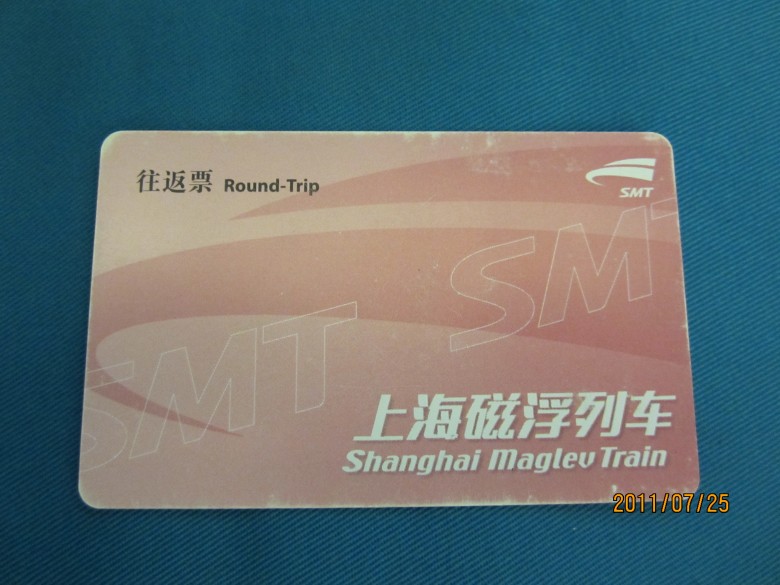 往返票 Round-Trip
SMT
SMT
SMT
上海磁浮列车
Shanghai Maglev Train
2011/07/25